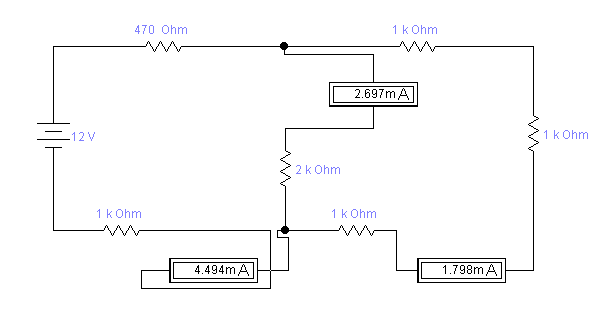 470 Ohm
1 k Ohm
2.697m A
12 V
1 k Ohm
2 k Ohm
1 k Ohm
1 k Ohm
4.494m A
1.798m A